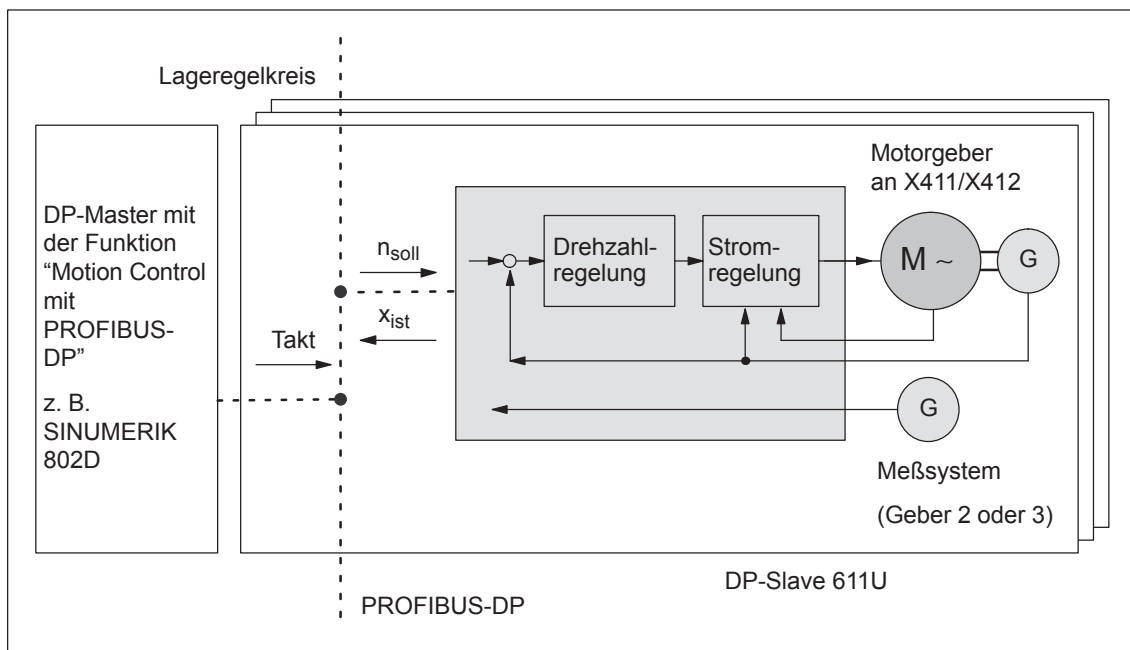 Lageregelkreis
DP-Master mit
der Funktion
“Motion Control
mit
PROFIBUS-
DP”
z. B.
SINUMERIK
802D
Takt
nsoll
xist
Drehzahl-
regelung
Strom-
regelung
Motorgeber
an X411/X412
M ~
G
G
Meßsystem
(Geber 2 oder 3)
DP-Slave 611U
PROFIBUS-DP